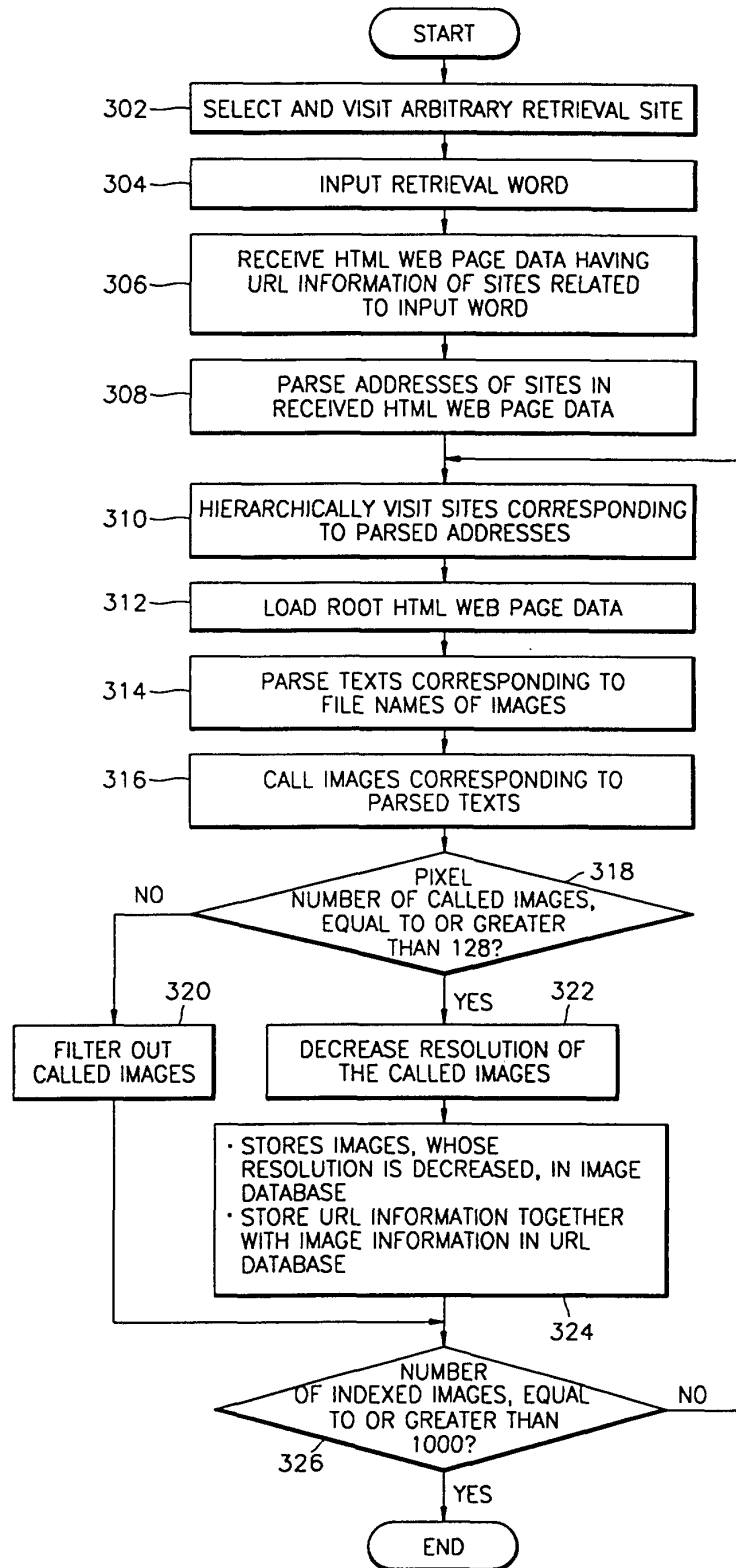 START
302
SELECT AND VISIT ARBITRARY RETRIEVAL SITE
304
INPUT RETRIEVAL WORD
306
RECEIVE HTML WEB PAGE DATA HAVING
URL INFORMATION OF SITES RELATED
TO INPUT WORD
308
PARSE ADDRESSES OF SITES IN
RECEIVED HTML WEB PAGE DATA
310
HIERARCHICALLY VISIT SITES CORRESPONDING
TO PARSED ADDRESSES
312
LOAD ROOT HTML WEB PAGE DATA
314
PARSE TEXTS CORRESPONDING TO
FILE NAMES OF IMAGES
316
CALL IMAGES CORRESPONDING TO
PARSED TEXTS
318
PIXEL
NUMBER OF CALLED IMAGES,
EQUAL TO OR GREATER
THAN 128?
NO
YES
320
FILTER OUT
CALLED IMAGES
322
DECREASE RESOLUTION OF
THE CALLED IMAGES
· STORES IMAGES, WHOSE
RESOLUTION IS DECREASED, IN IMAGE
DATABASE
· STORE URL INFORMATION TOGETHER
WITH IMAGE INFORMATION IN URL
DATABASE
324
NUMBER
OF INDEXED IMAGES, EQUAL
TO OR GREATER THAN
1000?
NO
326
YES
END